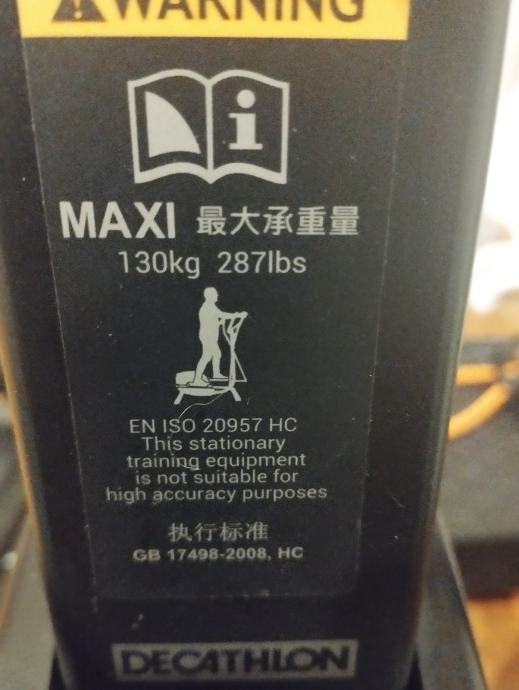 WARNING
i
MAXI 最大承重量
130kg 287lbs
EN ISO 20957 HC
This stationary
training equipment
is not suitable for
high accuracy purposes
执行标准
GB 17498-2008, HC
DECATHLON